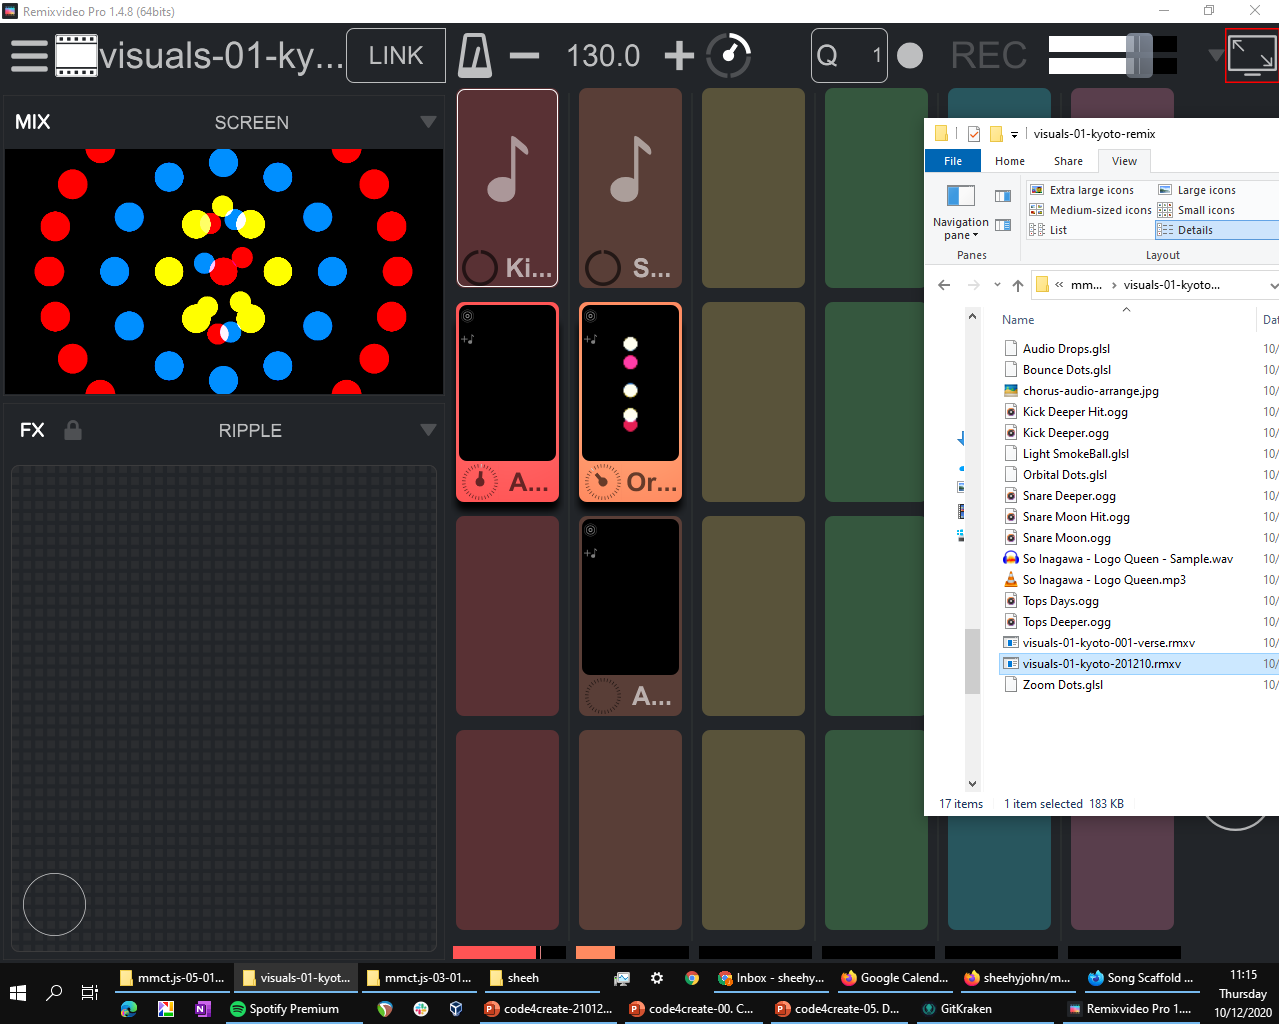 Remixvideo Pro 1.4.8 (64bits)
visuals-01-ky...
LINK
130.0
Q 1
REC
MIX
SCREEN
FX
RIPPLE
Ki...
S...
A...
Or...
A...
visuals-01-kyoto-remix
File
Home
Share
View
Navigation
pane
Extra large icons
Large icons
Medium-sized icons
Small icons
List
Details
Panes
Layout
mm...
visuals-01-kyoto...
Name
Da
Audio Drops.glsl 10/
Bounce Dots.glsl 10/
chorus-audio-arrange.jpg 10/
Kick Deeper Hit.ogg 10/
Kick Deeper.ogg 10/
Light SmokeBall.glsl 10/
Orbital Dots.glsl 10/
Snare Deeper.ogg 10/
Snare Moon Hit.ogg 10/
Snare Moon.ogg 10/
So Inagawa - Logo Queen - Sample.wav 10/
So Inagawa - Logo Queen.mp3 10/
Tops Days.ogg 10/
Tops Deeper.ogg 10/
visuals-01-kyoto-001-verse.rmxv 10/
visuals-01-kyoto-201210.rmxv 10/
Zoom Dots.glsl 10/
17 items
1 item selected 183 KB
mmct.js-05-01...
visuals-01-kyot...
mmct.js-03-01...
sheeh
Inbox - sheehy...
Google Calend...
sheehyjohn/m...
Song Scaffold ...
Spotify Premium
code4create-21012...
code4create-00. C...
code4create-05. D...
GitKraken
Remixvideo Pro 1....
11:15
Thursday
10/12/2020